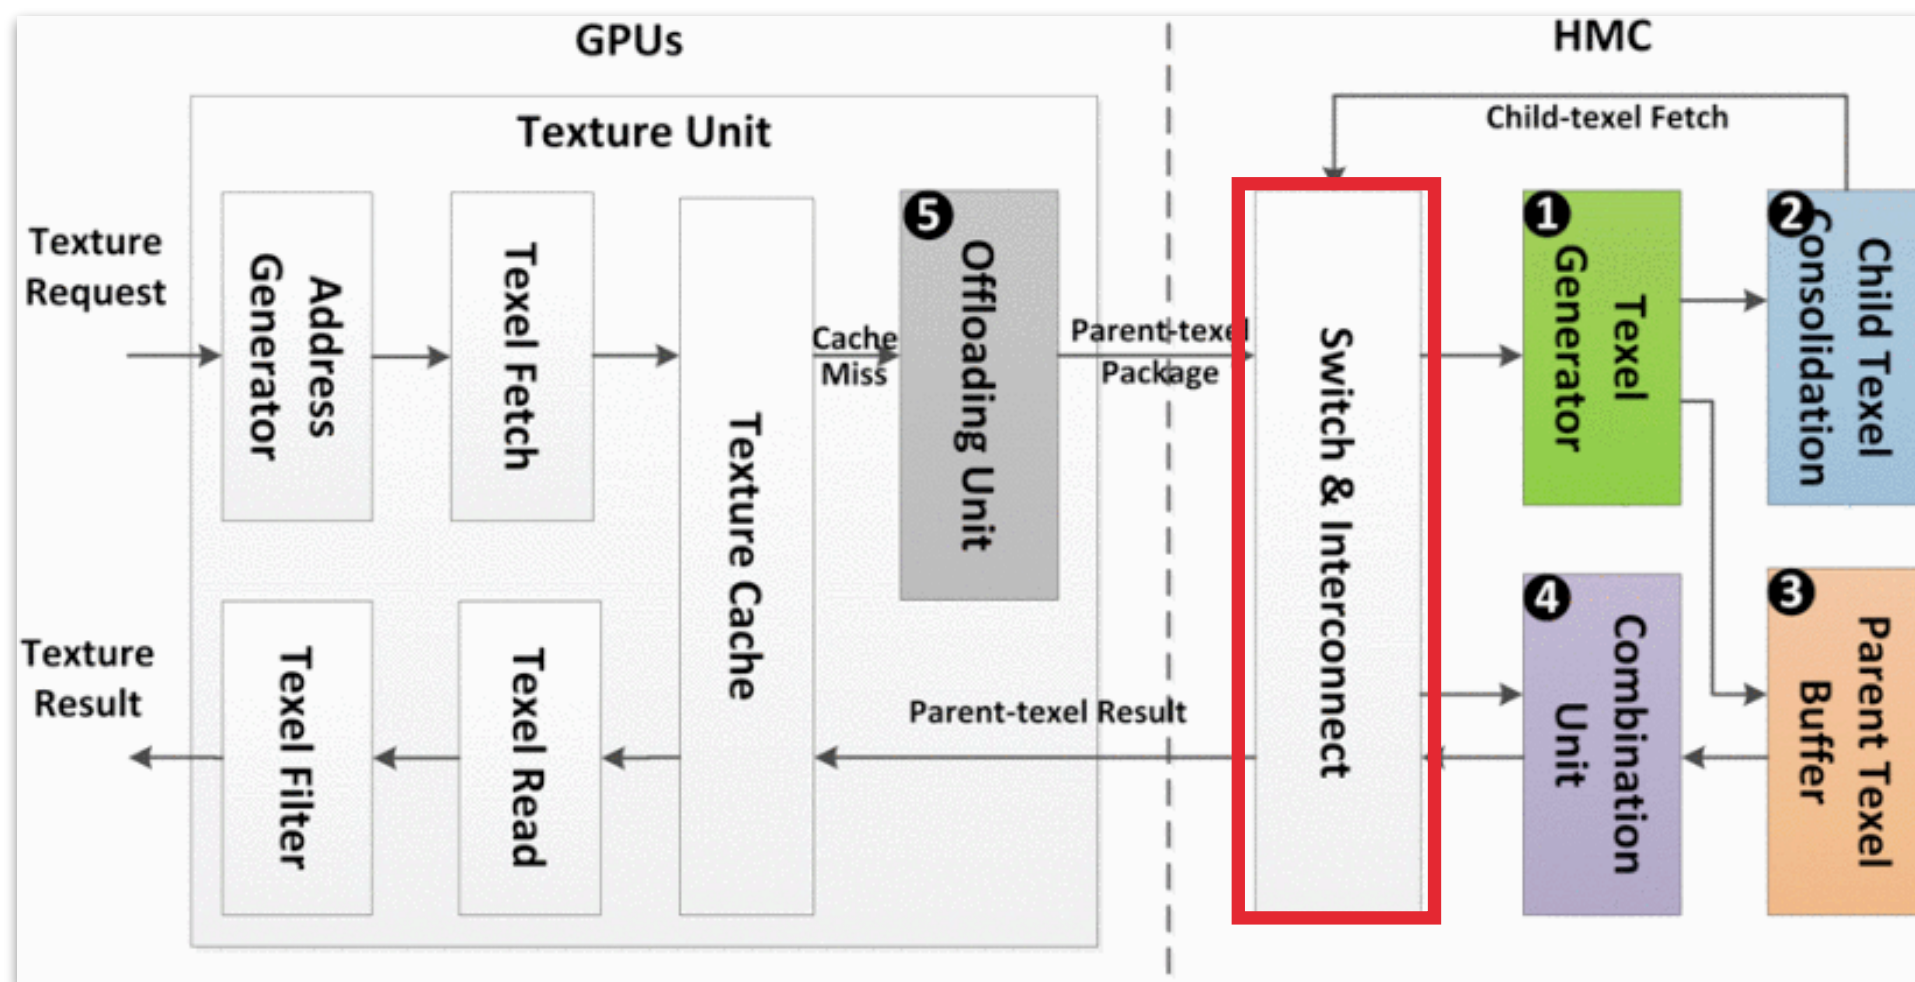 GPUs
HMC
Texture Unit
Child-texel Fetch
Texture
Request
Address
Generator
Texel Fetch
Texture Cache
Cache
Miss
5
Offloading Unit
Parent-texel
Package
Switch & Interconnect
1
Texel
Generator
2
Child Texel
Consolidation
Texture
Result
Texel Filter
Texel Read
Parent-texel Result
4
Combination
Unit
3
Parent Texel
Buffer